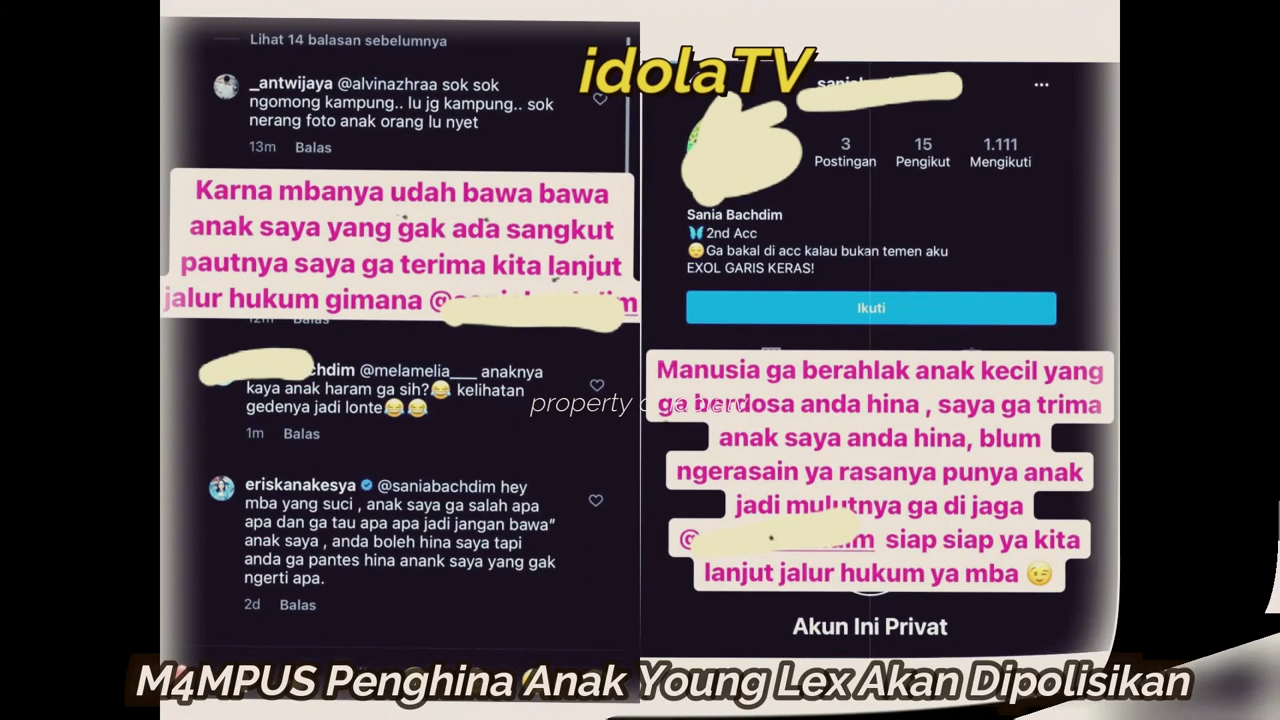 Lihat 14 balasan sebelumnya
idolaTV
_antwijaya @alvinazhraa sok sok
ngomong kampung.. lu jg kampung.. sok
nerang foto anak orang lu nyet
13m Balas
Karna mbanya udah bawa bawa
anak saya yang gak ada sangkut
pautnya saya ga terima kita lanjut
jalur hukum gimana
12m Balas
chdim @melamelia____ anaknya
kaya anak haram ga sih?😂 kelihatan
gedenya jadi lonte😂😂
1m Balas
eriskanakesya @saniabachdim hey
mba yang suci , anak saya ga salah apa
apa dan ga tau apa apa jadi jangan bawa”
anak saya , anda boleh hina saya tapi
anda ga pantes hina anank saya yang gak
ngerti apa.
2d Balas
3 15 1.111
Postingan Pengikut Mengikuti
Sania Bachdim
🦋2nd Acc
😌Ga bakal di acc kalau bukan temen aku
EXOL GARIS KERAS!
Ikuti
Manusia ga berahlak anak kecil yang
ga berdosa anda hina , saya ga trima
anak saya anda hina, blum
ngerasain ya rasanya punya anak
jadi mulutnya ga di jaga
siap siap ya kita
lanjut jalur hukum ya mba 😉
Akun Ini Privat
property
M4MPUS Penghina Anak Young Lex Akan Dipolisikan